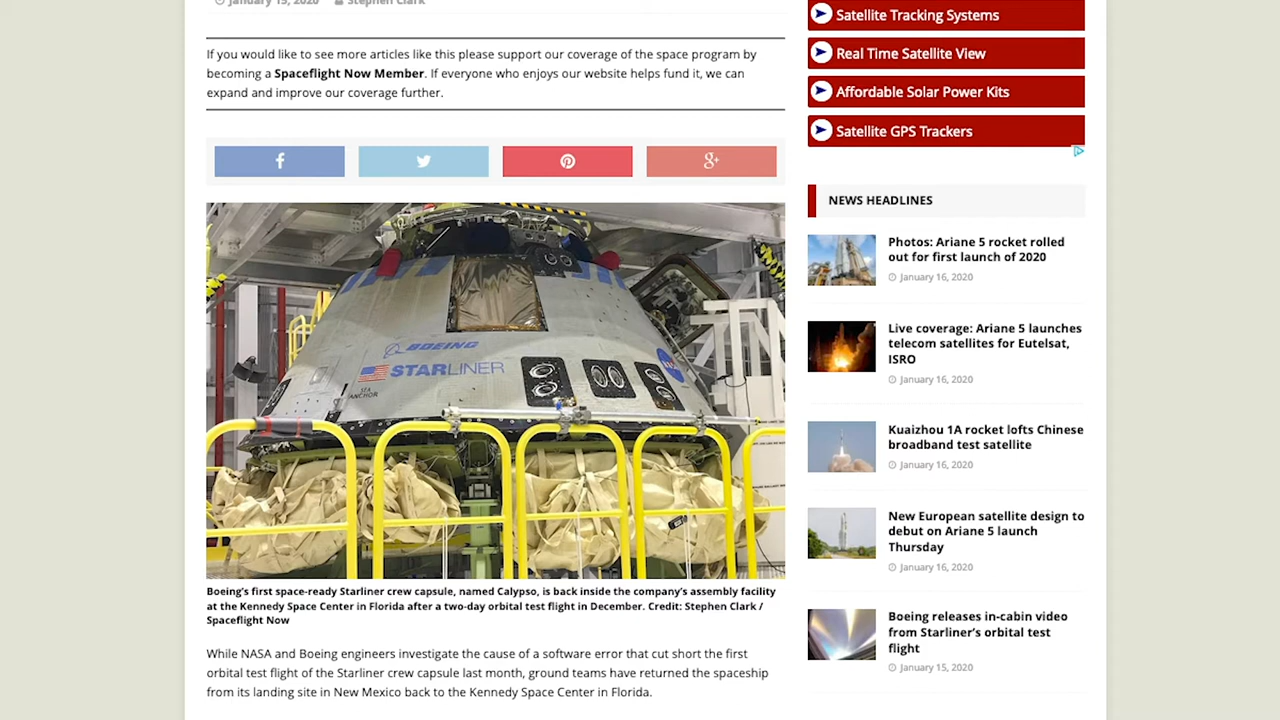 January 15, 2020 Stephen Clark
If you would like to see more articles like this please support our coverage of the space program by
becoming a Spaceflight Now Member. If everyone who enjoys our website helps fund it, we can
expand and improve our coverage further.
f
g+
BOEING
STARLINER
SEA
ANCHOR
Boeing's first space-ready Starliner crew capsule, named Calypso, is back inside the company's assembly facility
at the Kennedy Space Center in Florida after a two-day orbital test flight in December. Credit: Stephen Clark /
Spaceflight Now
While NASA and Boeing engineers investigate the cause of a software error that cut short the first
orbital test flight of the Starliner crew capsule last month, ground teams have returned the spaceship
from its landing site in New Mexico back to the Kennedy Space Center in Florida.
Satellite Tracking Systems
Real Time Satellite View
Affordable Solar Power Kits
Satellite GPS Trackers
NEWS HEADLINES
Photos: Ariane 5 rocket rolled
out for first launch of 2020
January 16, 2020
Live coverage: Ariane 5 launches
telecom satellites for Eutelsat,
ISRO
January 16, 2020
Kuaizhou 1A rocket lofts Chinese
broadband test satellite
January 16, 2020
New European satellite design to
debut on Ariane 5 launch
Thursday
January 16, 2020
Boeing releases in-cabin video
from Starliner's orbital test
flight
January 15, 2020